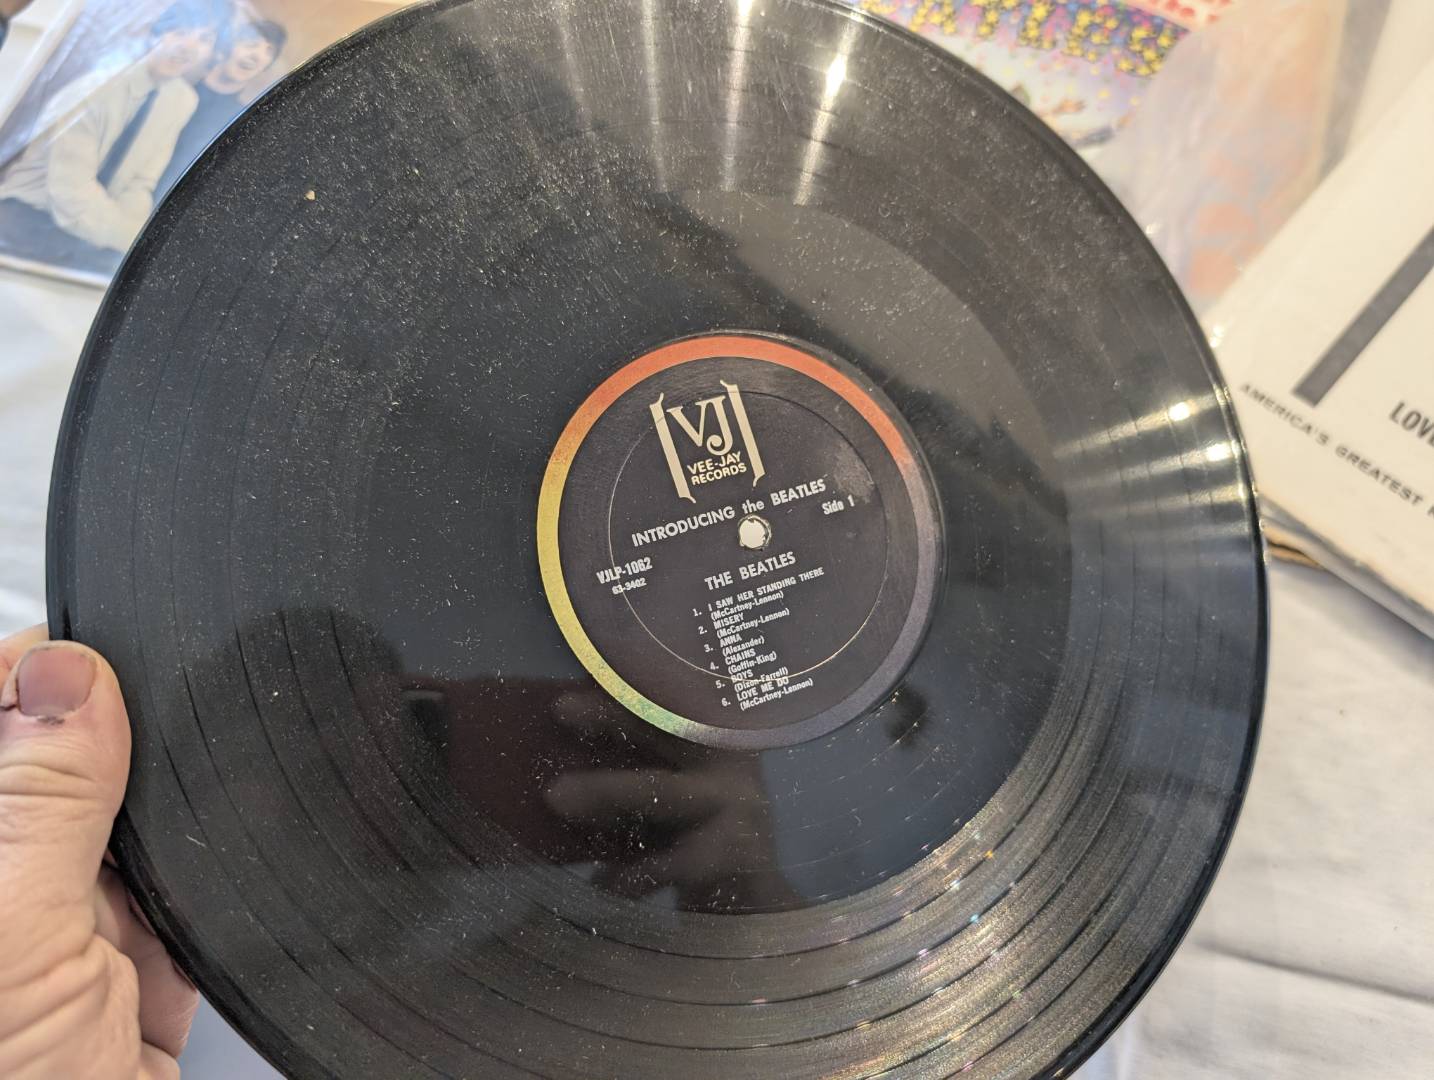 BEATLES
VJ
VEE-JAY
RECORDS
INTRODUCING the BEATLES
Side 1
VJLP-1062
63-3402
THE BEATLES
1. I SAW HER STANDING THERE
(McCartney-Lennon)
2. MISERY
(McCartney-Lennon)
3. ANNA
(Alexander)
4. CHAINS
(Goffin-King)
5. BOYS
(Dixon-Farrell)
6. LOVE ME DO
(McCartney-Lennon)
AMERICA'S GREATEST